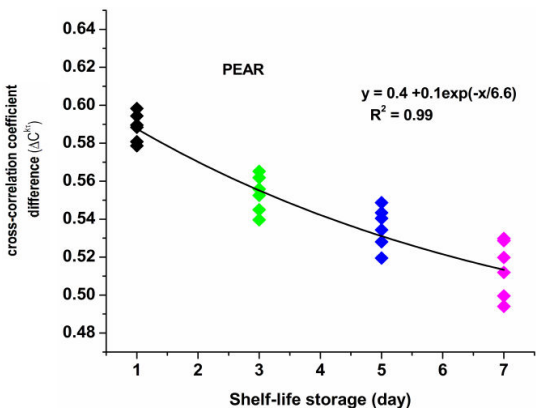 0.64
0.62
0.60
0.58
0.56
0.54
0.52
0.50
0.48
cross-correlation coefficient
difference (ΔCᵏʳ)
PEAR
y = 0.4 +0.1exp(-x/6.6)
R² = 0.99
1 2 3 4 5 6 7
Shelf-life storage (day)